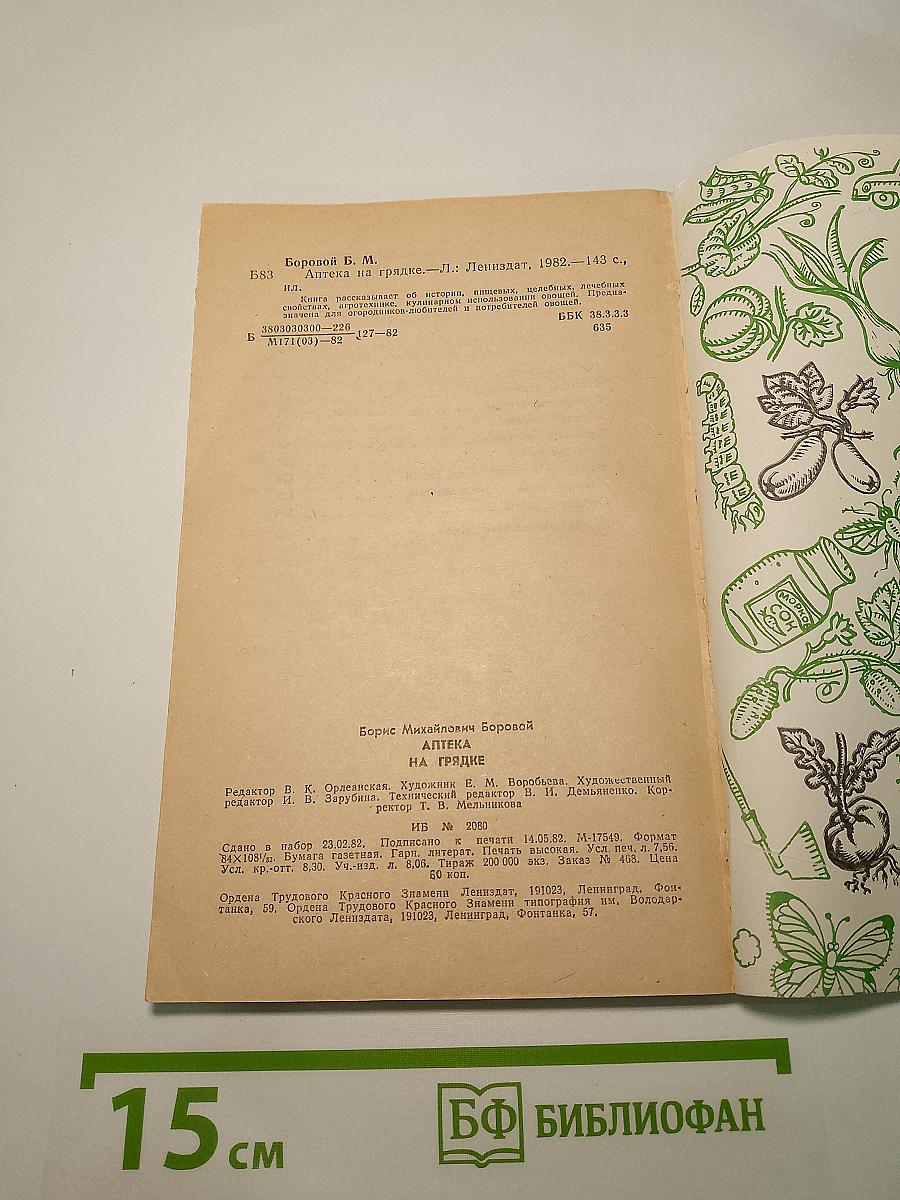 Боровой Б. М.
Б83 Аптека на грядке.—Л.: Лениздат, 1982.—143 с.,
ил.
Книга рассказывает об истории, пищевых, целебных, лечебных
свойствах, агротехнике, кулинарном использовании овощей. Предна-
значена для огородников-любителей и потребителей овощей.
Б 3803030300—226 127—82 ББК 38.3.3.3
М171(03)—82 635
Борис Михайлович Боровой
АПТЕКА
НА ГРЯДКЕ
Редактор В. К. Орлеанская. Художник Е. М. Воробьева. Художественный
редактор И. В. Зарубина. Технический редактор В. И. Демьяненко. Кор-
ректор Т. В. Мельникова
ИБ № 2080
Сдано в набор 23.02.82. Подписано к печати 14.05.82. М-17549. Формат
84×108¹/₃₂. Бумага газетная. Гарн. литерат. Печать высокая. Усл. печ. л. 7,56.
Усл. кр.-отт. 8,30. Уч.-изд. л. 8,06. Тираж 200 000 экз. Заказ № 468. Цена
60 коп.
Ордена Трудового Красного Знамени Лениздат, 191023, Ленинград, Фон-
танка, 59. Ордена Трудового Красного Знамени типография им. Володар-
ского Лениздата, 191023, Ленинград, Фонтанка, 57.
СОК
15 см
БФ БИБЛИОФАН